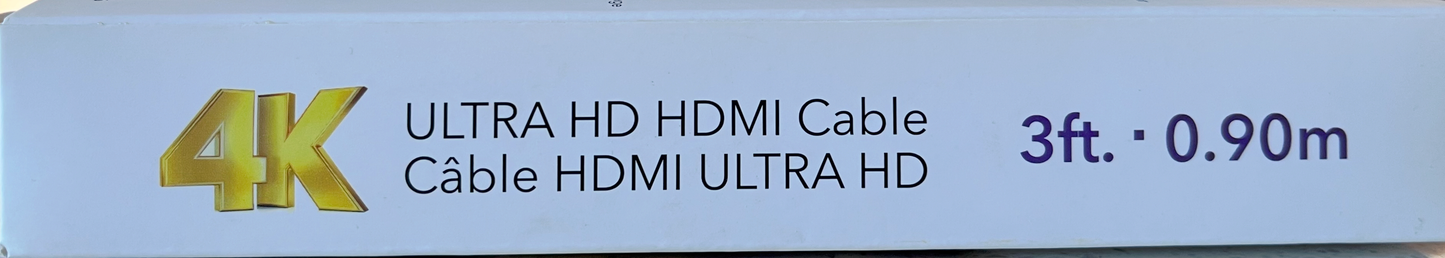 4K
ULTRA HD HDMI Cable
Câble HDMI ULTRA HD
3ft. · 0.90m